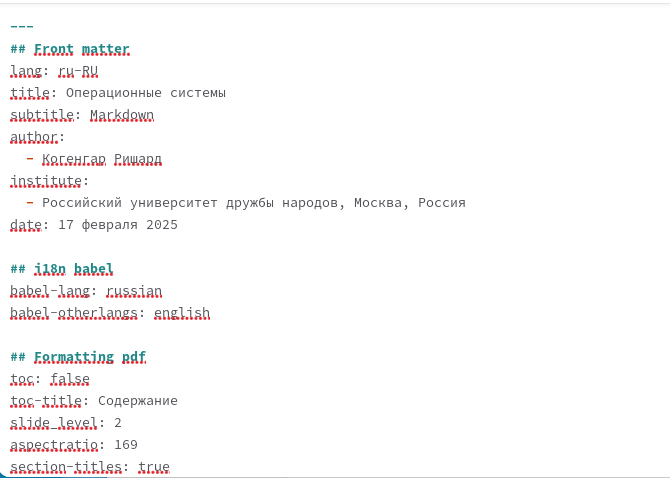 ---
## Front matter
lang: ru-RU
title: Операционные системы
subtitle: Markdown
author:
  - Когенгар Ришард
institute:
  - Российский университет дружбы народов, Москва, Россия
date: 17 февраля 2025

## i18n babel
babel-lang: russian
babel-otherlangs: english

## Formatting pdf
toc: false
toc-title: Содержание
slide_level: 2
aspectratio: 169
section-titles: true